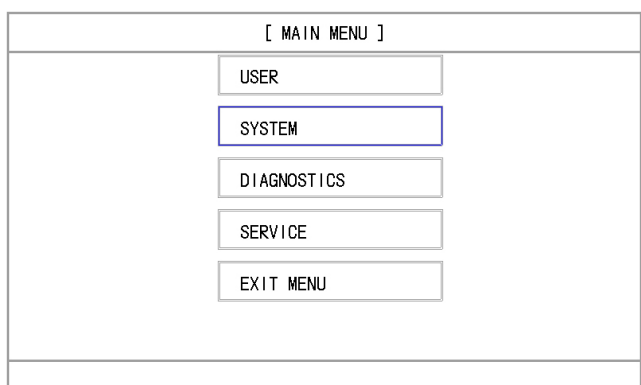 [ MAIN MENU ]
USER
SYSTEM
DIAGNOSTICS
SERVICE
EXIT MENU